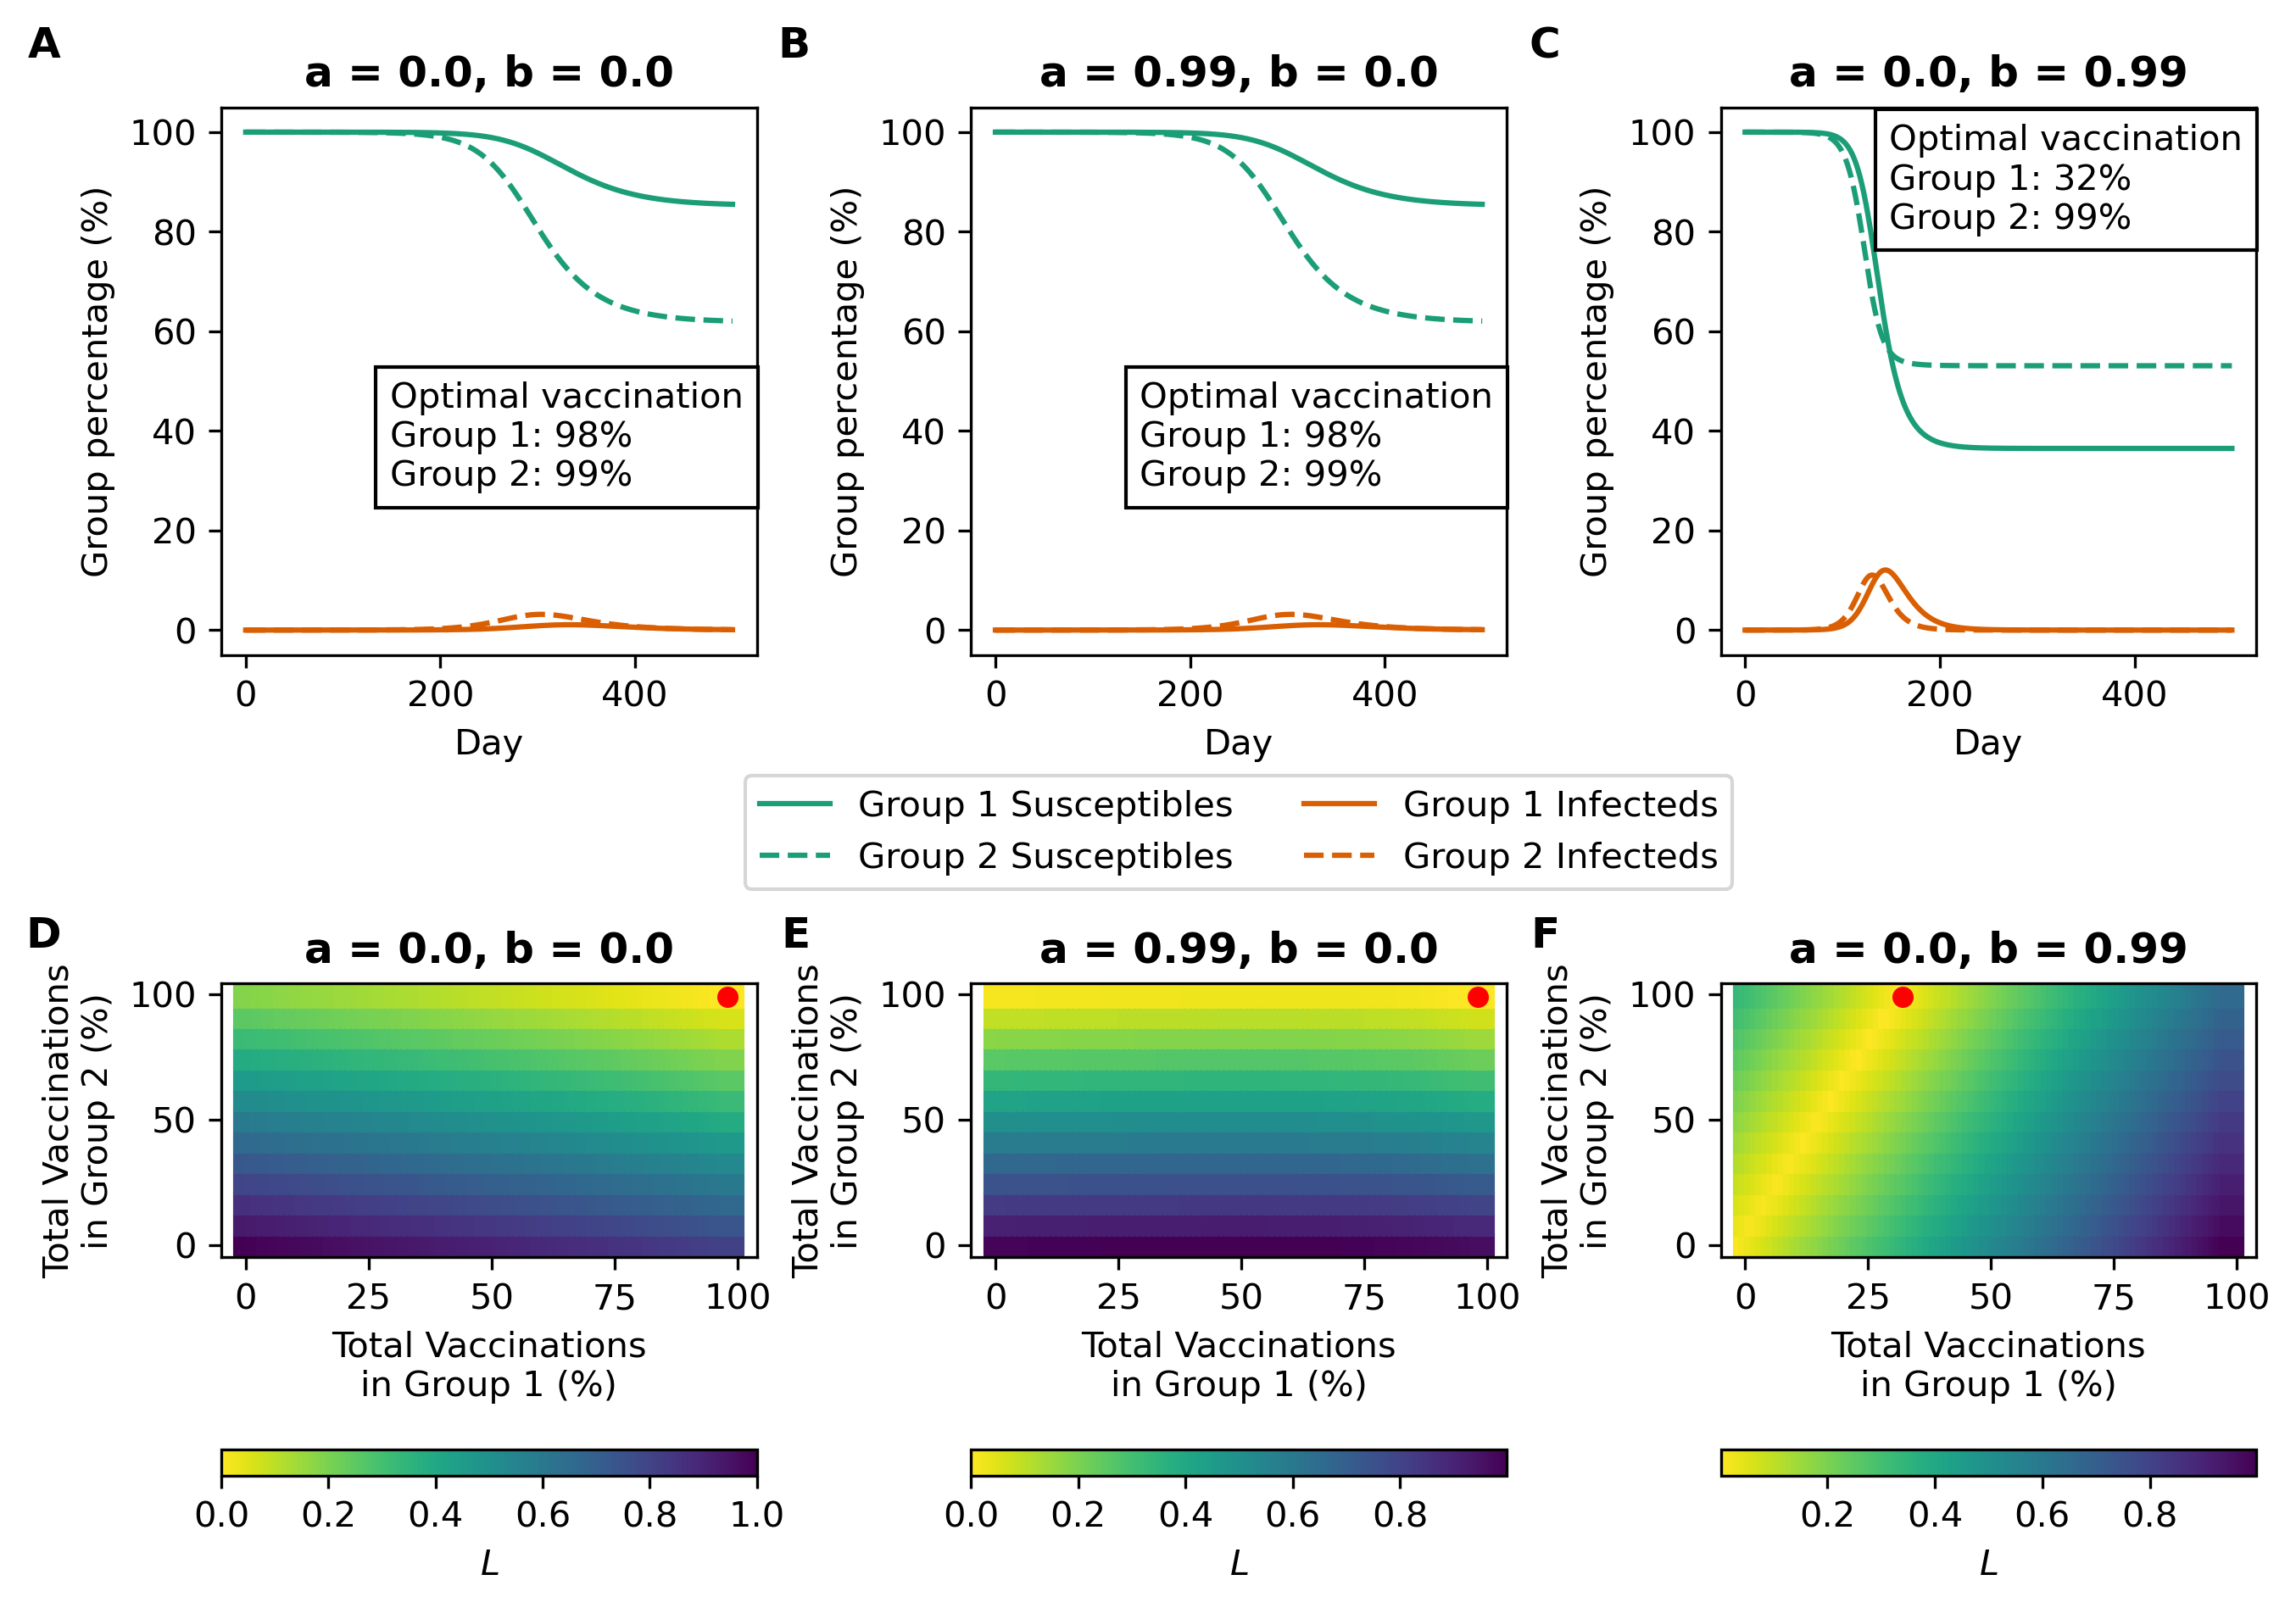 A
a = 0.0, b = 0.0
Group percentage (%)
100
80
60
40
20
0
Optimal vaccination
Group 1: 98%
Group 2: 99%
0 200 400
Day
B
a = 0.99, b = 0.0
Group percentage (%)
100
80
60
40
20
0
Optimal vaccination
Group 1: 98%
Group 2: 99%
0 200 400
Day
C
a = 0.0, b = 0.99
Group percentage (%)
100
80
60
40
20
0
Optimal vaccination
Group 1: 32%
Group 2: 99%
0 200 400
Day
Group 1 Susceptibles
Group 2 Susceptibles
Group 1 Infecteds
Group 2 Infecteds
D
a = 0.0, b = 0.0
Total Vaccinations
in Group 2 (%)
100
50
0
0 25 50 75 100
Total Vaccinations
in Group 1 (%)
0.0 0.2 0.4 0.6 0.8 1.0
L
E
a = 0.99, b = 0.0
Total Vaccinations
in Group 2 (%)
100
50
0
0 25 50 75 100
Total Vaccinations
in Group 1 (%)
0.0 0.2 0.4 0.6 0.8
L
F
a = 0.0, b = 0.99
Total Vaccinations
in Group 2 (%)
100
50
0
0 25 50 75 100
Total Vaccinations
in Group 1 (%)
0.2 0.4 0.6 0.8
L